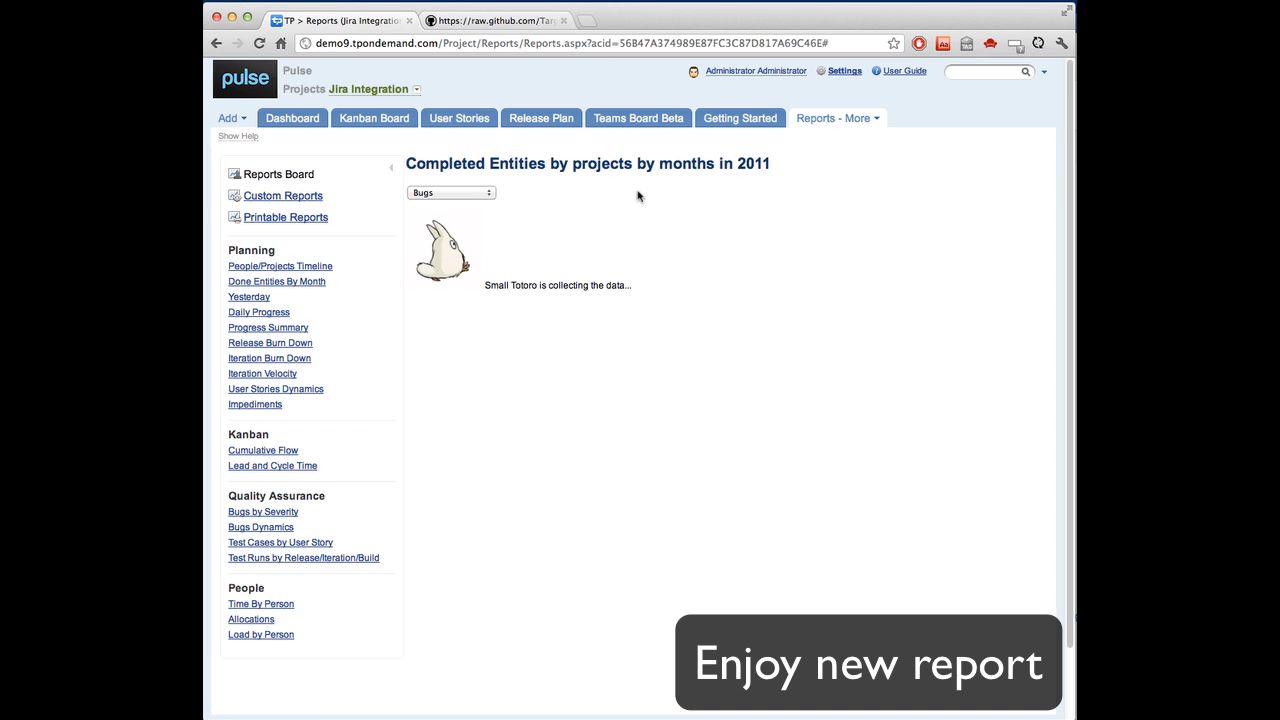 TP > Reports (Jira Integration
https://raw.github.com/Tar
demo9.tpondemand.com/Project/Reports/Reports.aspx?acid=56B47A374989E87FC3C87D817A69C46E#
pulse
Pulse
Projects Jira Integration
Administrator Administrator
Settings
User Guide
Add
Dashboard
Kanban Board
User Stories
Release Plan
Teams Board Beta
Getting Started
Reports - More
Show Help
Reports Board
Custom Reports
Printable Reports
Planning
People/Projects Timeline
Done Entities By Month
Yesterday
Daily Progress
Progress Summary
Release Burn Down
Iteration Burn Down
Iteration Velocity
User Stories Dynamics
Impediments
Kanban
Cumulative Flow
Lead and Cycle Time
Quality Assurance
Bugs by Severity
Bugs Dynamics
Test Cases by User Story
Test Runs by Release/Iteration/Build
People
Time By Person
Allocations
Load by Person
Completed Entities by projects by months in 2011
Bugs
Small Totoro is collecting the data...
Enjoy new report